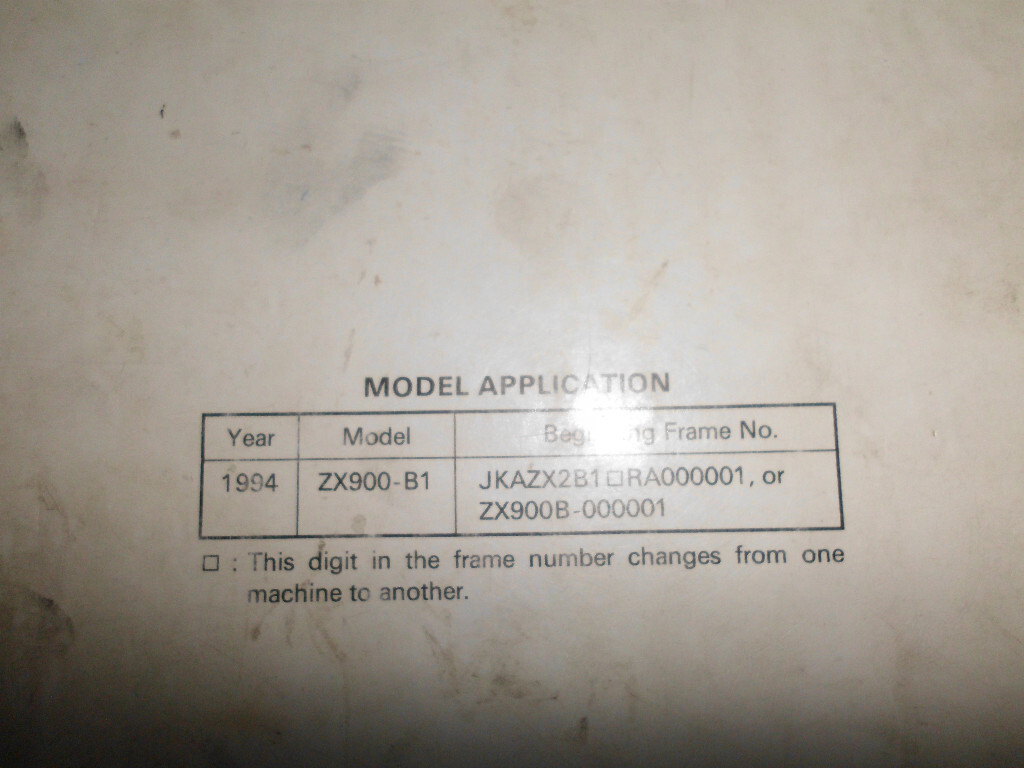 MODEL APPLICATION
Year Model Beginning Frame No.
1994 ZX900-B1 JKAZX2B1□RA000001, or
ZX900B-000001
□ : This digit in the frame number changes from one
machine to another.